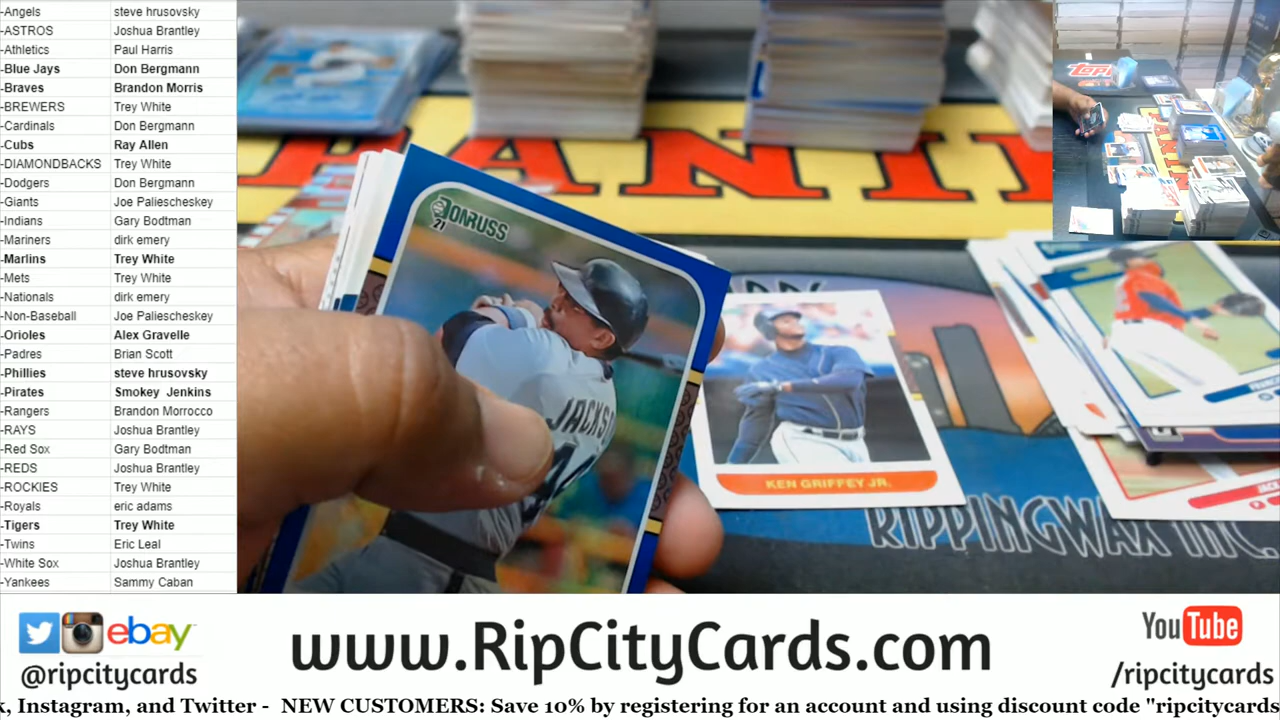 -Angels steve hrusovsky
-ASTROS Joshua Brantley
-Athletics Paul Harris
-Blue Jays Don Bergmann
-Braves Brandon Morris
-BREWERS Trey White
-Cardinals Don Bergmann
-Cubs Ray Allen
-DIAMONDBACKS Trey White
-Dodgers Don Bergmann
-Giants Joe Paliescheskey
-Indians Gary Bodtman
-Mariners dirk emery
-Marlins Trey White
-Mets Trey White
-Nationals dirk emery
-Non-Baseball Joe Paliescheskey
-Orioles Alex Gravelle
-Padres Brian Scott
-Phillies steve hrusovsky
-Pirates Smokey Jenkins
-Rangers Brandon Morrocco
-RAYS Joshua Brantley
-Red Sox Gary Bodtman
-REDS Joshua Brantley
-ROCKIES Trey White
-Royals eric adams
-Tigers Trey White
-Twins Eric Leal
-White Sox Joshua Brantley
-Yankees Sammy Caban
PANINI
DONRUSS
21
JACKS
KEN GRIFFEY JR.
JACK
RIPPINGWAX INC.
ebay
@ripcitycards
www.RipCityCards.com
YouTube
/ripcitycards
k, Instagram, and Twitter - NEW CUSTOMERS: Save 10% by registering for an account and using discount code "ripcitycards